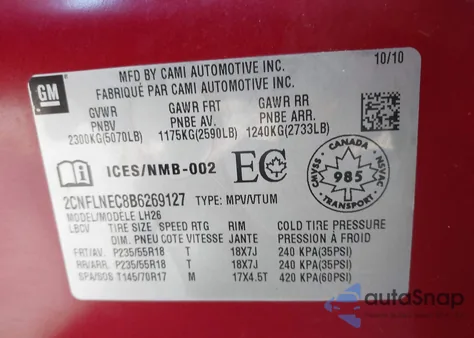 GM
MFD BY CAMI AUTOMOTIVE INC. 10/10
FABRIQUÉ PAR CAMI AUTOMOTIVE INC.
GVWR GAWR FRT GAWR RR
PNBV PNBE AV. PNBE ARR.
2300KG(5070LB) 1175KG(2590LB) 1240KG(2733LB)
i ICES/NMB-002 EC CANADA CMVSS 985 NSVAC TRANSPORT
2CNFLNEC8B6269127 TYPE: MPV/VTUM
MODEL/MODÈLE LH26
LBCV TIRE SIZE SPEED RTG RIM COLD TIRE PRESSURE
DIM. PNEU COTE VITESSE JANTE PRESSION À FROID
FRT/AV. P235/55R18 T 18X7J 240 KPA(35PSI)
RR/ARR. P235/55R18 T 18X7J 240 KPA(35PSI)
SPA/SOS T145/70R17 M 17X4.5T 420 KPA(60PSI)
autoSnap